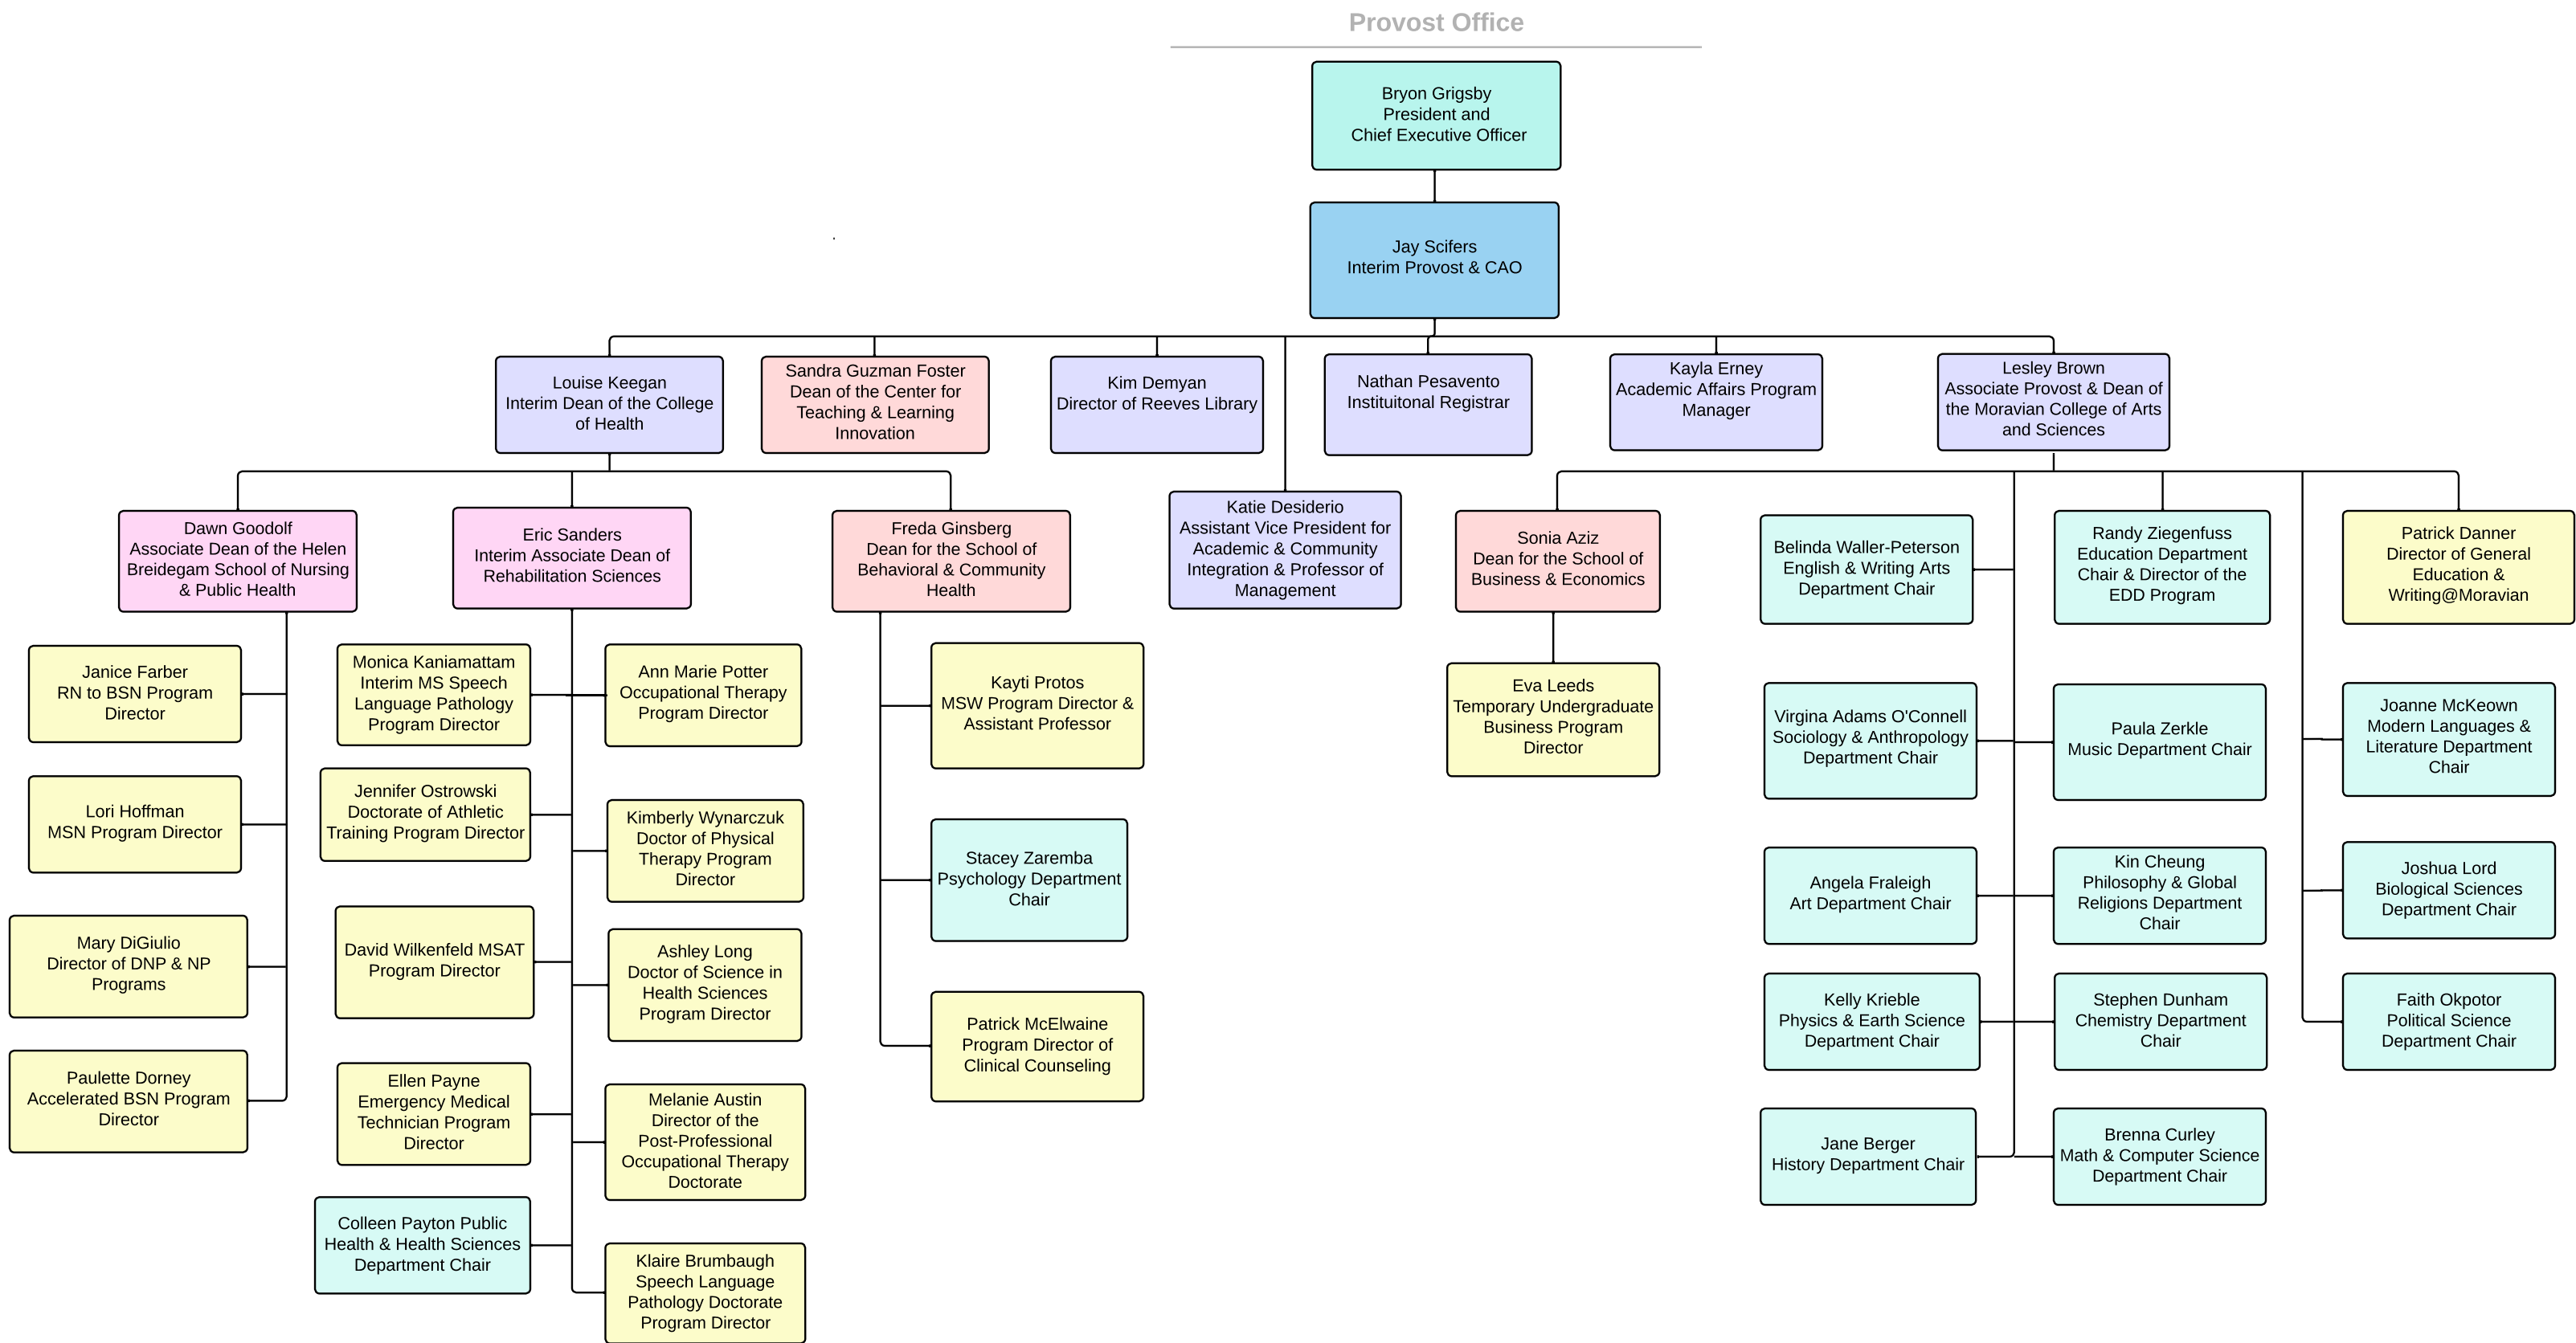 Provost Office
Bryon Grigsby
President and
Chief Executive Officer
Jay Scifers
Interim Provost & CAO
Louise Keegan
Interim Dean of the College
of Health
Sandra Guzman Foster
Dean of the Center for
Teaching & Learning
Innovation
Kim Demyan
Director of Reeves Library
Nathan Pesavento
Instituitonal Registrar
Kayla Erney
Academic Affairs Program
Manager
Lesley Brown
Associate Provost & Dean of
the Moravian College of Arts
and Sciences
Dawn Goodolf
Associate Dean of the Helen
Breidegam School of Nursing
& Public Health
Eric Sanders
Interim Associate Dean of
Rehabilitation Sciences
Freda Ginsberg
Dean for the School of
Behavioral & Community
Health
Katie Desiderio
Assistant Vice President for
Academic & Community
Integration & Professor of
Management
Sonia Aziz
Dean for the School of
Business & Economics
Belinda Waller-Peterson
English & Writing Arts
Department Chair
Randy Ziegenfuss
Education Department
Chair & Director of the
EDD Program
Patrick Danner
Director of General
Education &
Writing@Moravian
Janice Farber
RN to BSN Program
Director
Monica Kaniamattam
Interim MS Speech
Language Pathology
Program Director
Ann Marie Potter
Occupational Therapy
Program Director
Kayti Protos
MSW Program Director &
Assistant Professor
Eva Leeds
Temporary Undergraduate
Business Program
Director
Virgina Adams O'Connell
Sociology & Anthropology
Department Chair
Paula Zerkle
Music Department Chair
Joanne McKeown
Modern Languages &
Literature Department
Chair
Lori Hoffman
MSN Program Director
Jennifer Ostrowski
Doctorate of Athletic
Training Program Director
Kimberly Wynarczuk
Doctor of Physical
Therapy Program
Director
Stacey Zaremba
Psychology Department
Chair
Angela Fraleigh
Art Department Chair
Kin Cheung
Philosophy & Global
Religions Department
Chair
Joshua Lord
Biological Sciences
Department Chair
Mary DiGiulio
Director of DNP & NP
Programs
David Wilkenfeld MSAT
Program Director
Ashley Long
Doctor of Science in
Health Sciences
Program Director
Patrick McElwaine
Program Director of
Clinical Counseling
Kelly Krieble
Physics & Earth Science
Department Chair
Stephen Dunham
Chemistry Department
Chair
Faith Okpotor
Political Science
Department Chair
Paulette Dorney
Accelerated BSN Program
Director
Ellen Payne
Emergency Medical
Technician Program
Director
Melanie Austin
Director of the
Post-Professional
Occupational Therapy
Doctorate
Jane Berger
History Department Chair
Brenna Curley
Math & Computer Science
Department Chair
Colleen Payton Public
Health & Health Sciences
Department Chair
Klaire Brumbaugh
Speech Language
Pathology Doctorate
Program Director